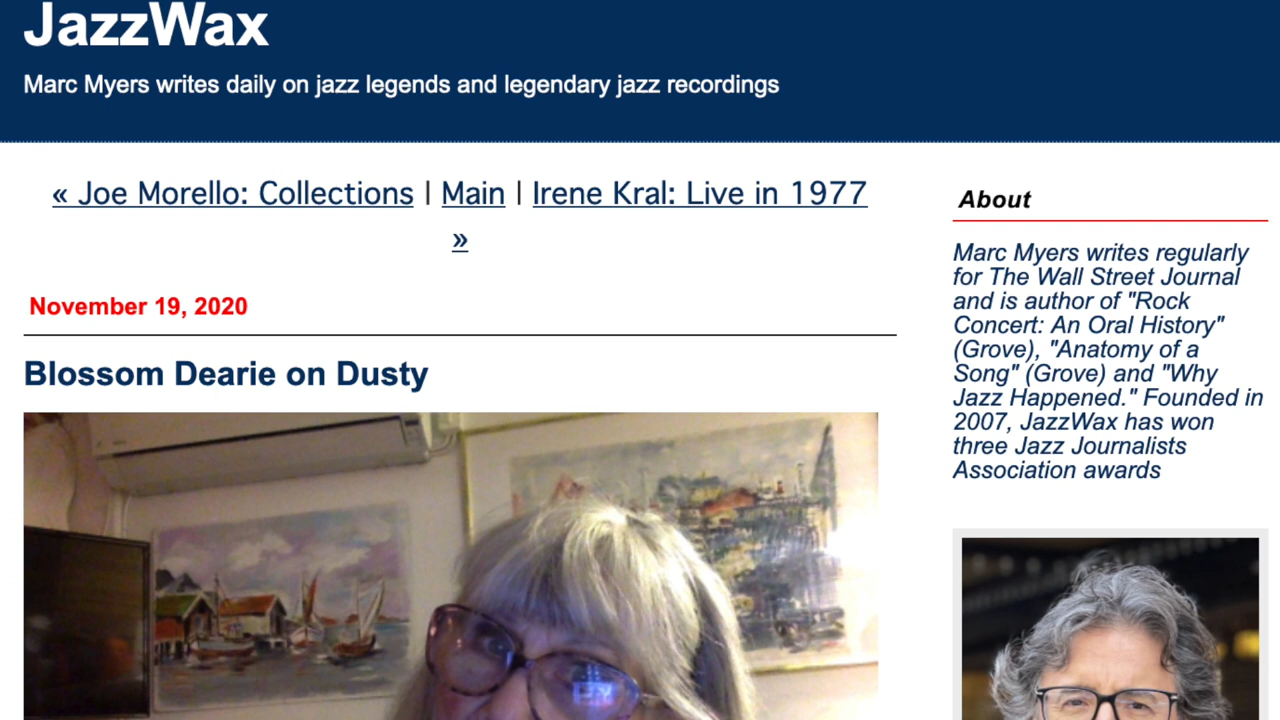 JazzWax
Marc Myers writes daily on jazz legends and legendary jazz recordings
« Joe Morello: Collections | Main | Irene Kral: Live in 1977
»
November 19, 2020
Blossom Dearie on Dusty
About
Marc Myers writes regularly
for The Wall Street Journal
and is author of "Rock
Concert: An Oral History"
(Grove), "Anatomy of a
Song" (Grove) and "Why
Jazz Happened." Founded in
2007, JazzWax has won
three Jazz Journalists
Association awards